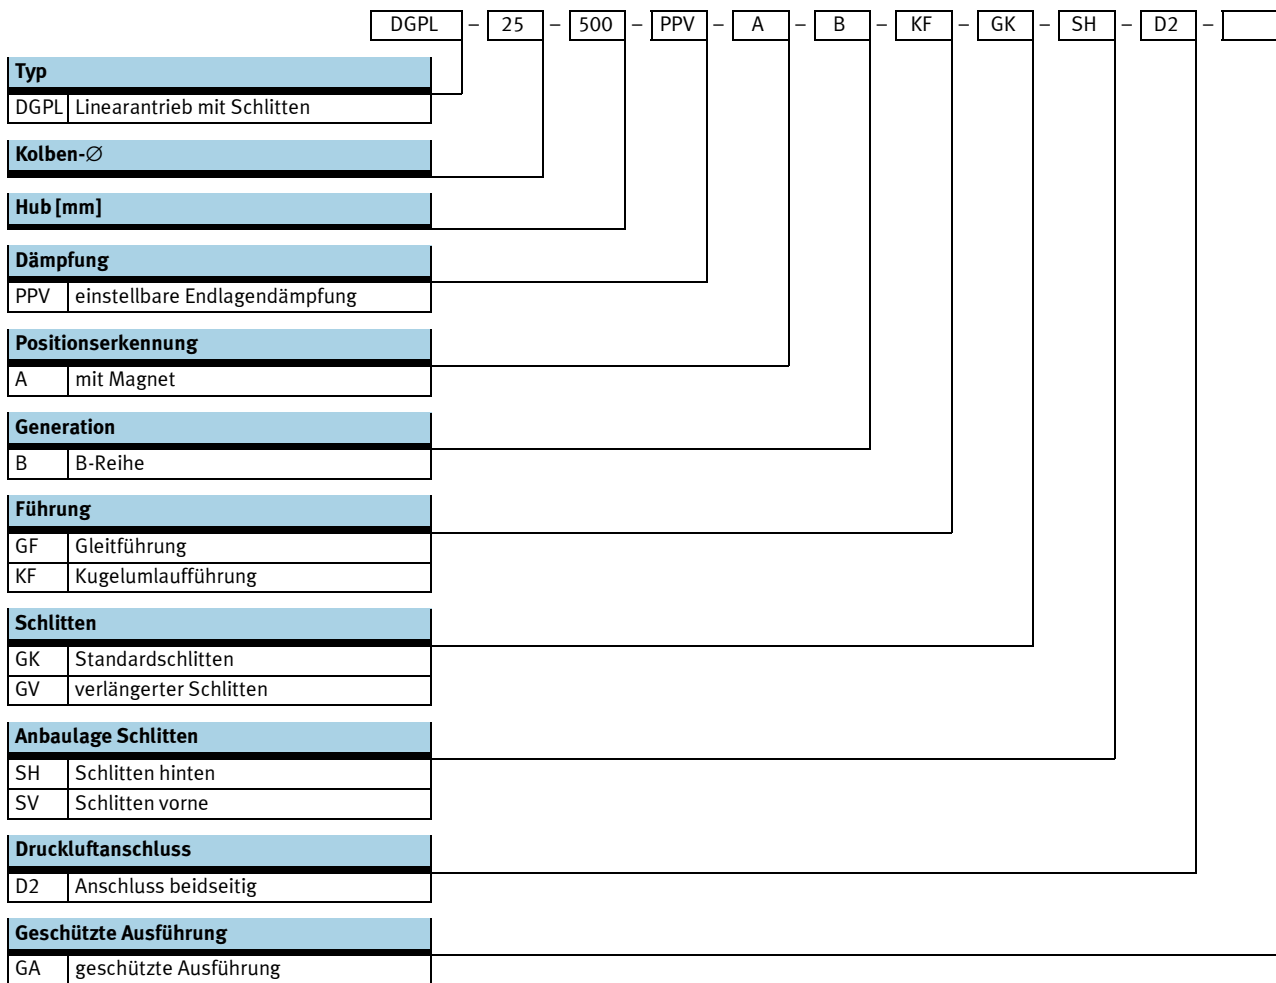 DGPL – 25 – 500 – PPV – A – B – KF – GK – SH – D2 –
Typ
DGPL Linearantrieb mit Schlitten
Kolben-∅
Hub [mm]
Dämpfung
PPV einstellbare Endlagendämpfung
Positionserkennung
A mit Magnet
Generation
B B-Reihe
Führung
GF Gleitführung
KF Kugelumlaufführung
Schlitten
GK Standardschlitten
GV verlängerter Schlitten
Anbaulage Schlitten
SH Schlitten hinten
SV Schlitten vorne
Druckluftanschluss
D2 Anschluss beidseitig
Geschützte Ausführung
GA geschützte Ausführung